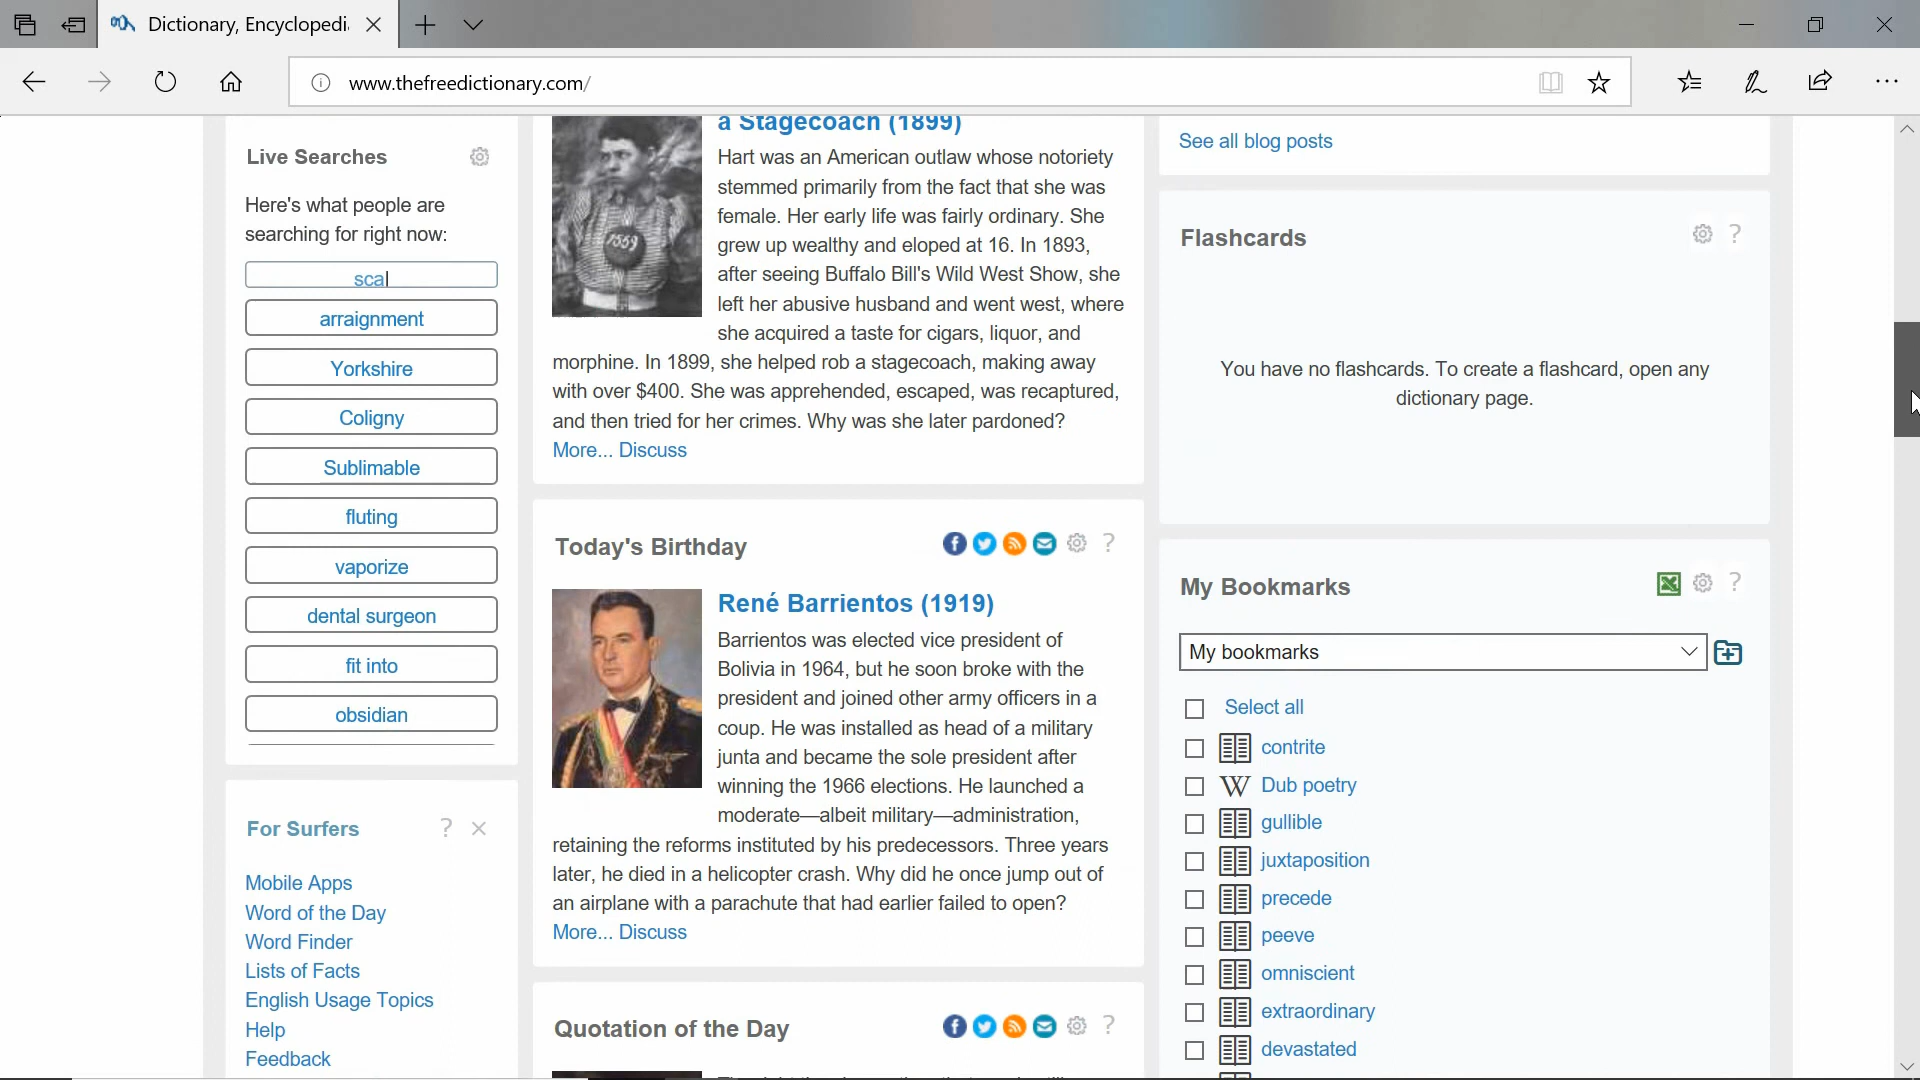 Dictionary, Encyclopedi
www.thefreedictionary.com/
Live Searches
Here's what people are
searching for right now:
sca
arraignment
Yorkshire
Coligny
Sublimable
fluting
vaporize
dental surgeon
fit into
obsidian
For Surfers
?
Mobile Apps
Word of the Day
Word Finder
Lists of Facts
English Usage Topics
Help
Feedback
a Stagecoach (1899)
Hart was an American outlaw whose notoriety
stemmed primarily from the fact that she was
female. Her early life was fairly ordinary. She
grew up wealthy and eloped at 16. In 1893,
after seeing Buffalo Bill's Wild West Show, she
left her abusive husband and went west, where
she acquired a taste for cigars, liquor, and
morphine. In 1899, she helped rob a stagecoach, making away
with over $400. She was apprehended, escaped, was recaptured,
and then tried for her crimes. Why was she later pardoned?
More... Discuss
1559
Today's Birthday
?
René Barrientos (1919)
Barrientos was elected vice president of
Bolivia in 1964, but he soon broke with the
president and joined other army officers in a
coup. He was installed as head of a military
junta and became the sole president after
winning the 1966 elections. He launched a
moderate—albeit military—administration,
retaining the reforms instituted by his predecessors. Three years
later, he died in a helicopter crash. Why did he once jump out of
an airplane with a parachute that had earlier failed to open?
More... Discuss
Quotation of the Day
?
See all blog posts
Flashcards
?
You have no flashcards. To create a flashcard, open any
dictionary page.
My Bookmarks
?
My bookmarks
Select all
contrite
W Dub poetry
gullible
juxtaposition
precede
peeve
omniscient
extraordinary
devastated